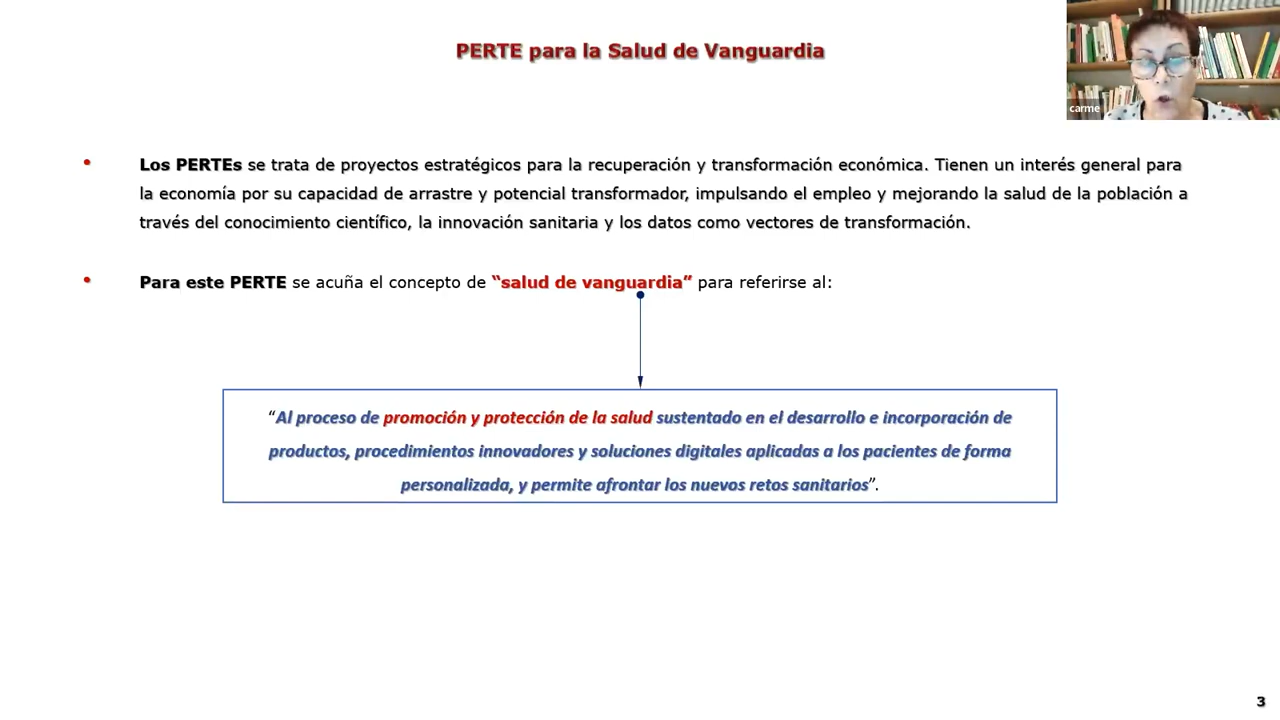 PERTE para la Salud de Vanguardia
carme
• Los PERTEs se trata de proyectos estratégicos para la recuperación y transformación económica. Tienen un interés general para
la economía por su capacidad de arrastre y potencial transformador, impulsando el empleo y mejorando la salud de la población a
través del conocimiento científico, la innovación sanitaria y los datos como vectores de transformación.
• Para este PERTE se acuña el concepto de “salud de vanguardia” para referirse al:
“Al proceso de promoción y protección de la salud sustentado en el desarrollo e incorporación de
productos, procedimientos innovadores y soluciones digitales aplicadas a los pacientes de forma
personalizada, y permite afrontar los nuevos retos sanitarios”.
3